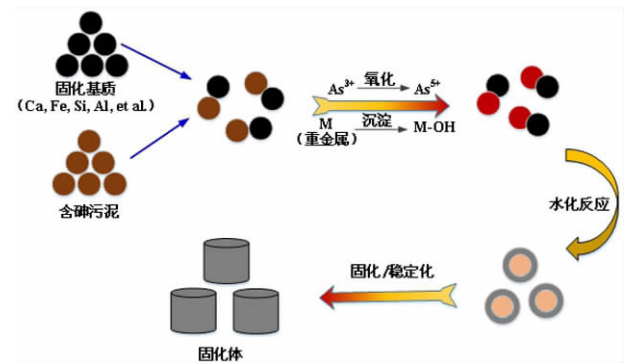 固化基质
（Ca, Fe, Si, Al, et al.）
含砷污泥
As3+ 氧化 As5+
M 沉淀 M-OH
（重金属）
水化反应
固化/稳定化
固化体